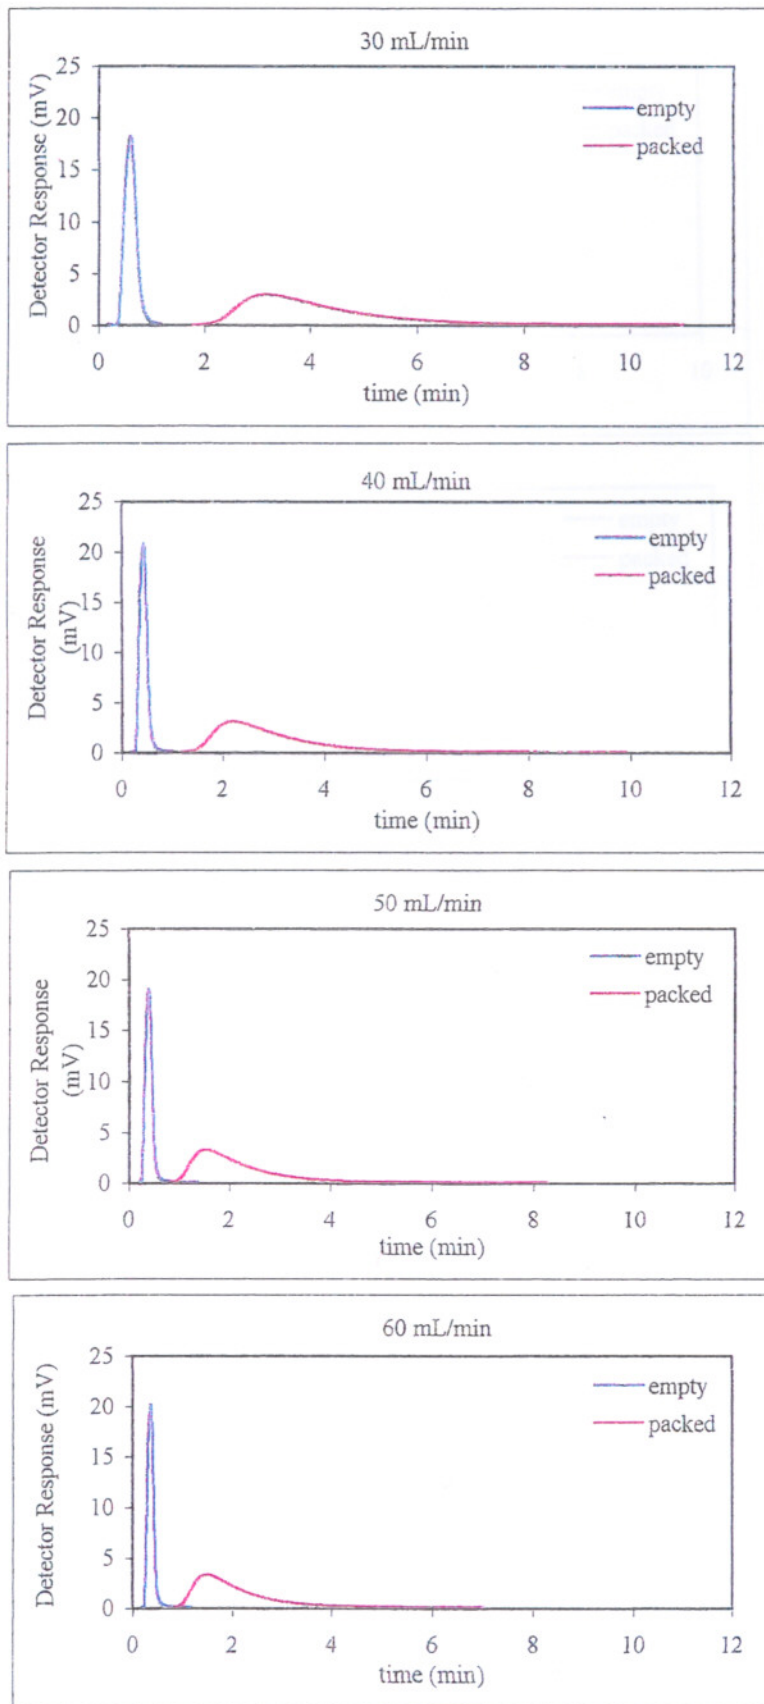 30 mL/min
25
20
15
10
5
0
Detector Response (mV)
empty
packed
0 2 4 6 8 10 12
time (min)
40 mL/min
25
20
15
10
5
0
Detector Response
(mV)
empty
packed
0 2 4 6 8 10 12
time (min)
50 mL/min
25
20
15
10
5
0
Detector Response
(mV)
empty
packed
0 2 4 6 8 10 12
time (min)
60 mL/min
25
20
15
10
5
0
Detector Response (mV)
empty
packed
0 2 4 6 8 10 12
time (min)